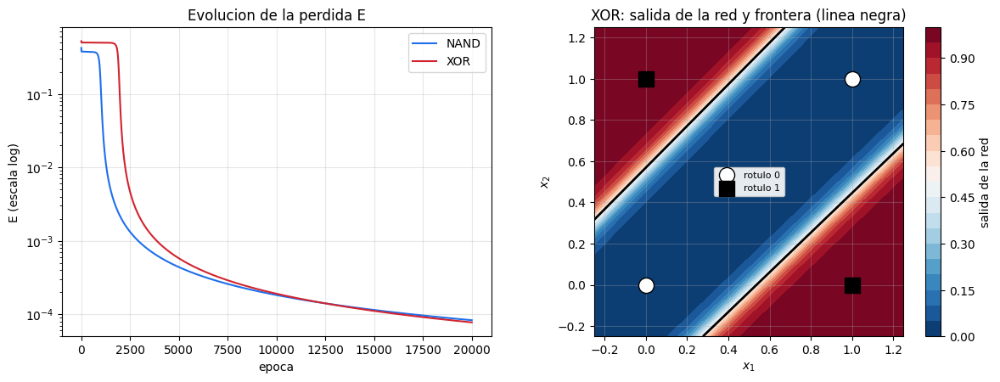 Evolucion de la perdida E
E (escala log)
10⁻¹
10⁻²
10⁻³
10⁻⁴
NAND
XOR
0 2500 5000 7500 10000 12500 15000 17500 20000
epoca
XOR: salida de la red y frontera (linea negra)
x₂
1.2
1.0
0.8
0.6
0.4
0.2
0.0
−0.2
rotulo 0
rotulo 1
−0.2 0.0 0.2 0.4 0.6 0.8 1.0 1.2
x₁
0.90
0.75
0.60
0.45
0.30
0.15
0.00
salida de la red